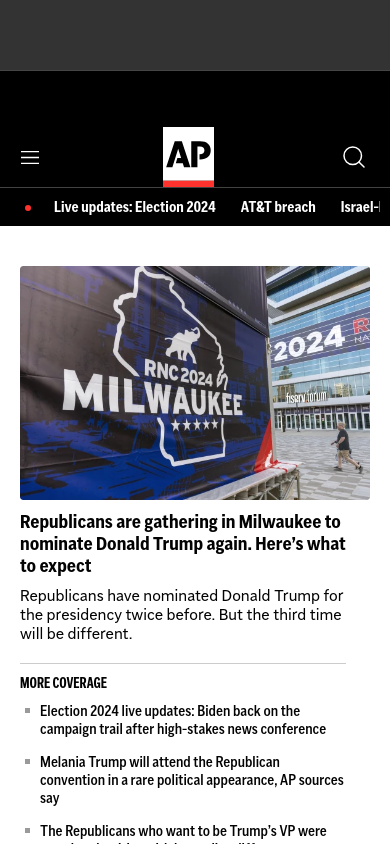 AP
Live updates: Election 2024 AT&T breach Israel-
RNC 2024
MILWAUKEE
2024
fiserv.forum
Republicans are gathering in Milwaukee to
nominate Donald Trump again. Here’s what
to expect
Republicans have nominated Donald Trump for
the presidency twice before. But the third time
will be different.
MORE COVERAGE
Election 2024 live updates: Biden back on the
campaign trail after high-stakes news conference
Melania Trump will attend the Republican
convention in a rare political appearance, AP sources
say
The Republicans who want to be Trump’s VP were